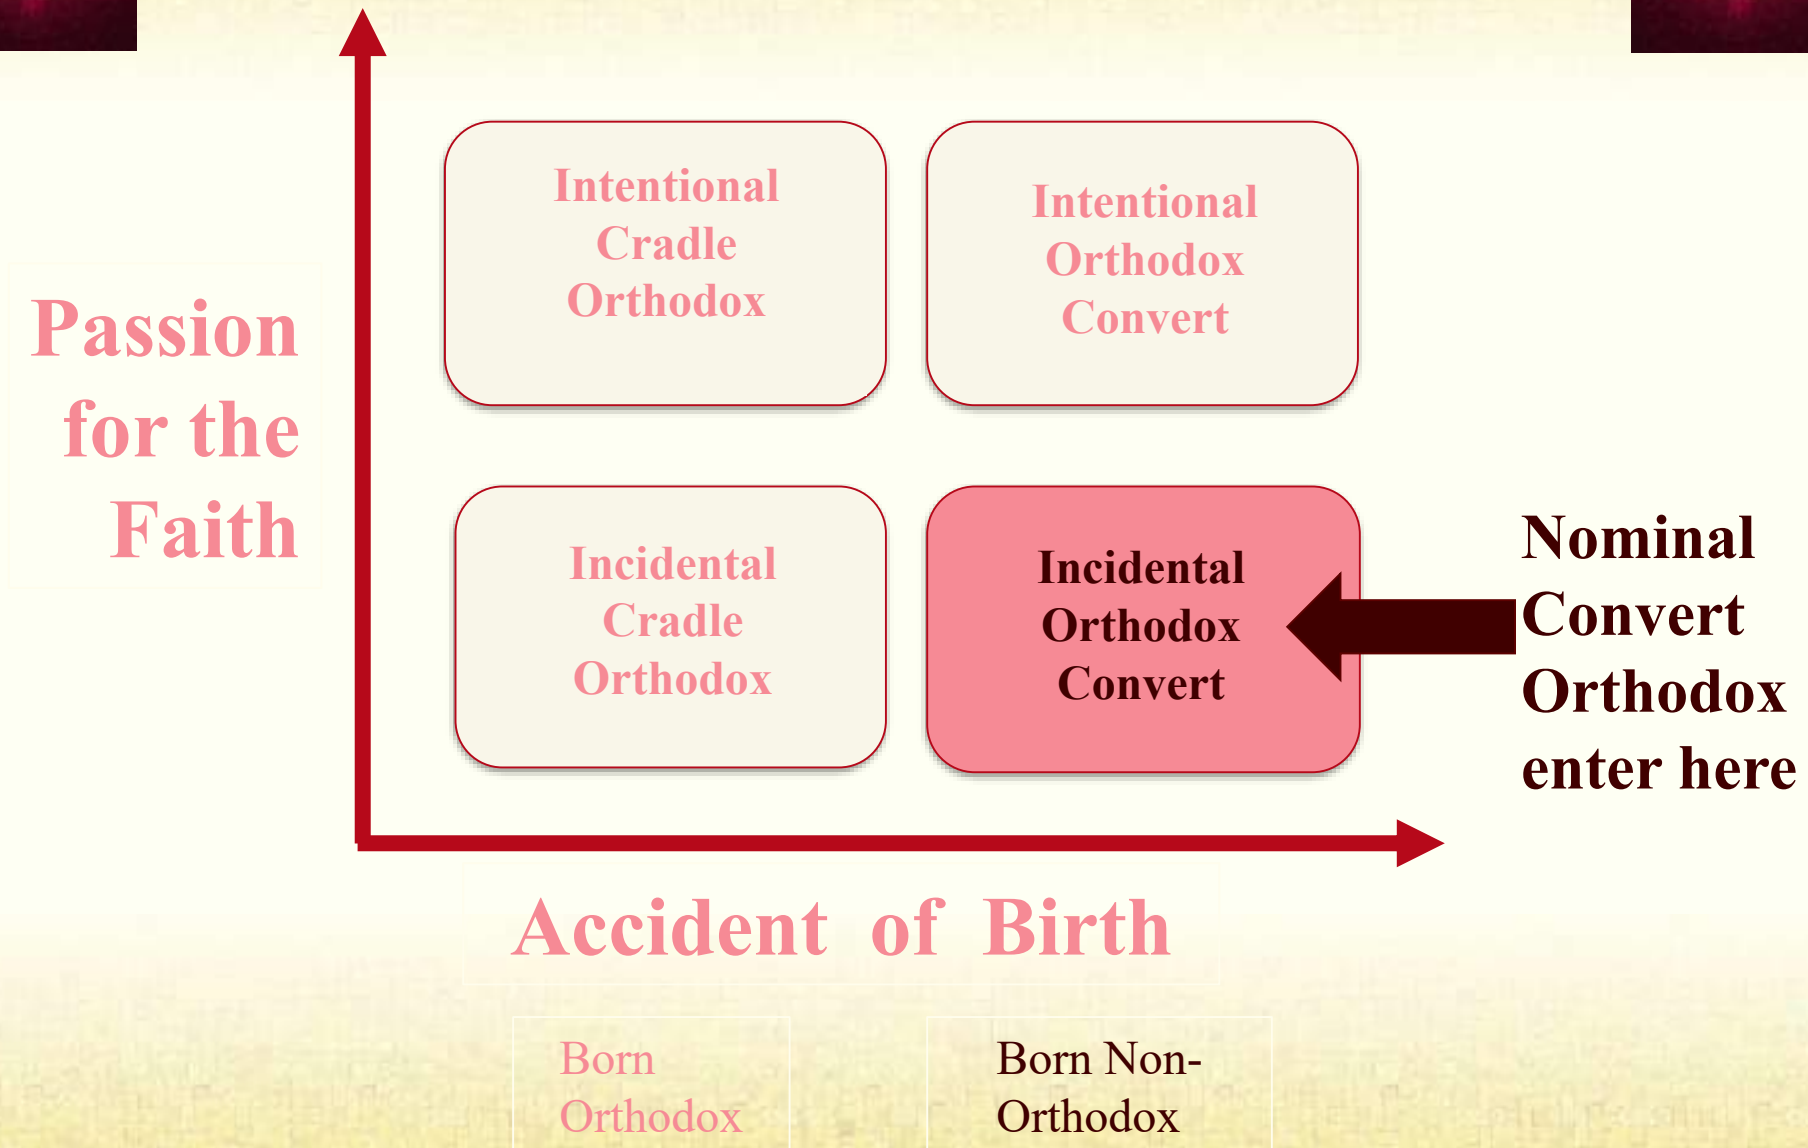 Passion
for the
Faith
Intentional
Cradle
Orthodox
Intentional
Orthodox
Convert
Incidental
Cradle
Orthodox
Incidental
Orthodox
Convert
Nominal
Convert
Orthodox
enter here
Accident of Birth
Born
Orthodox
Born Non-
Orthodox